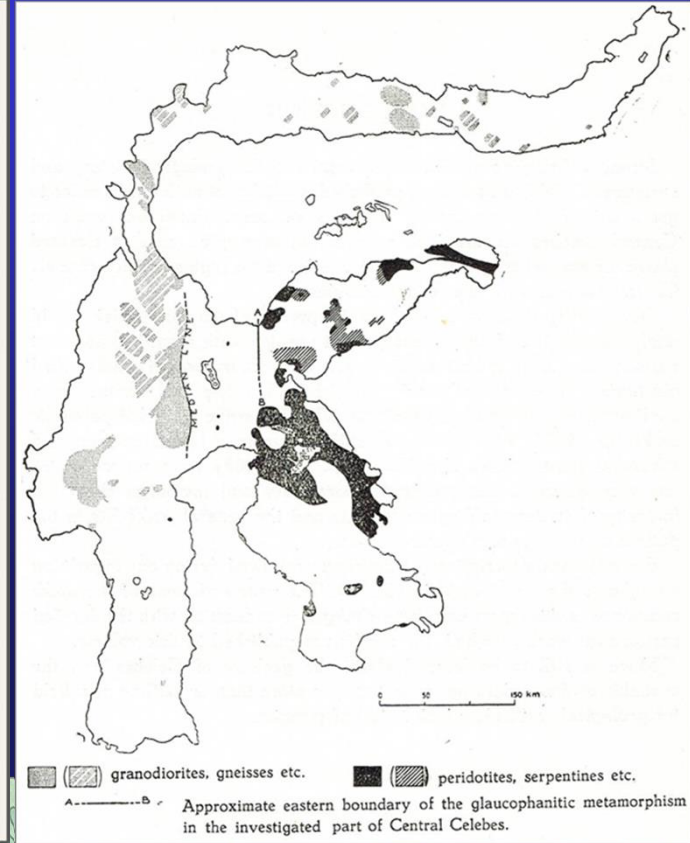 A
MEDIAN LINE
B
0 50 150 km
granodiorites, gneisses etc. peridotites, serpentines etc.
A B Approximate eastern boundary of the glaucophanitic metamorphism
in the investigated part of Central Celebes.